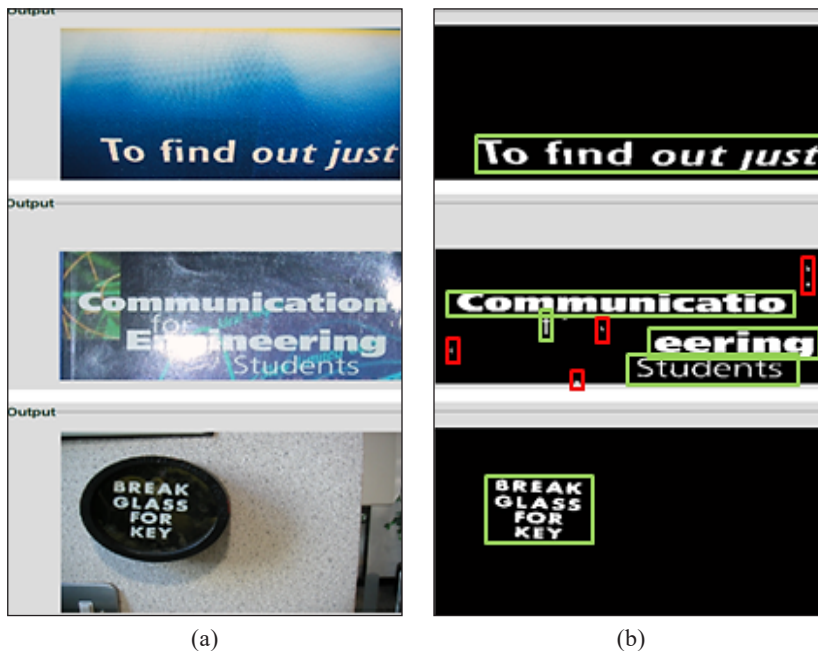 Output
To find out just
Output
Communication
for
Engineering
Students
Output
BREAK
GLASS
FOR
KEY
(a)
To find out just
Communicatio
eering
Students
BREAK
GLASS
FOR
KEY
(b)